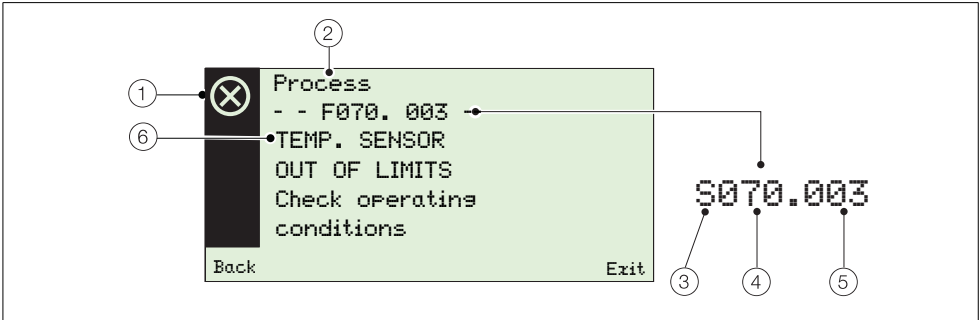 2
1
Process
- - F070. 003 -
6
TEMP. SENSOR
OUT OF LIMITS
Check operating
conditions
S070.003
Back
Exit
3
4
5